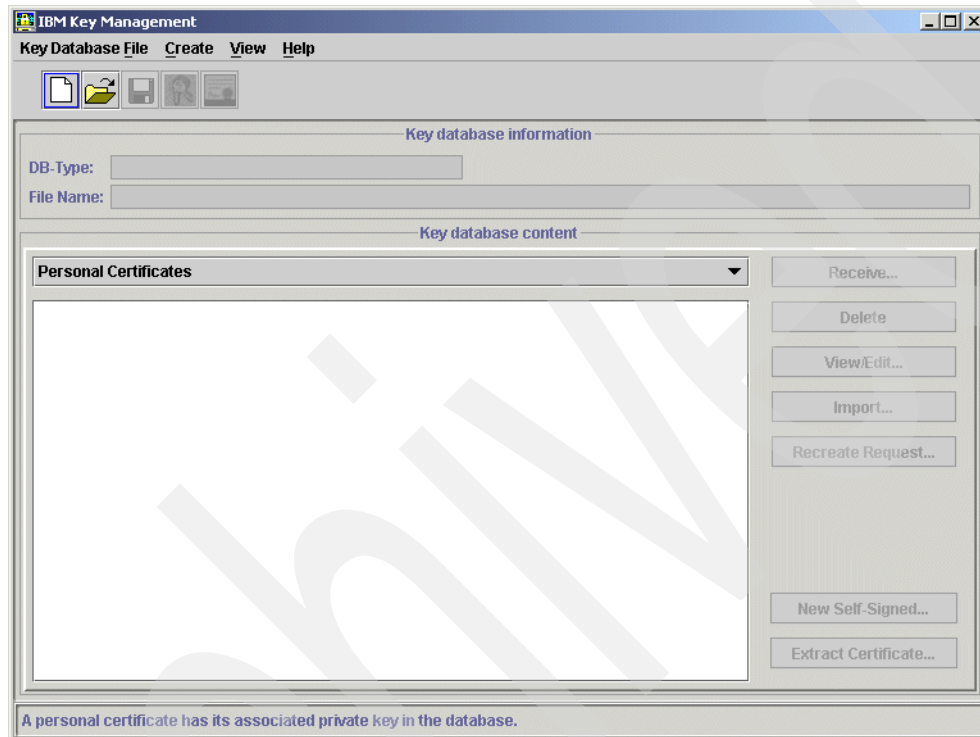 IBM Key Management
Key Database File Create View Help
Key database information
DB-Type:
File Name:
Key database content
Personal Certificates
Receive...
Delete
View/Edit...
Import...
Recreate Request...
New Self-Signed...
Extract Certificate...
A personal certificate has its associated private key in the database.